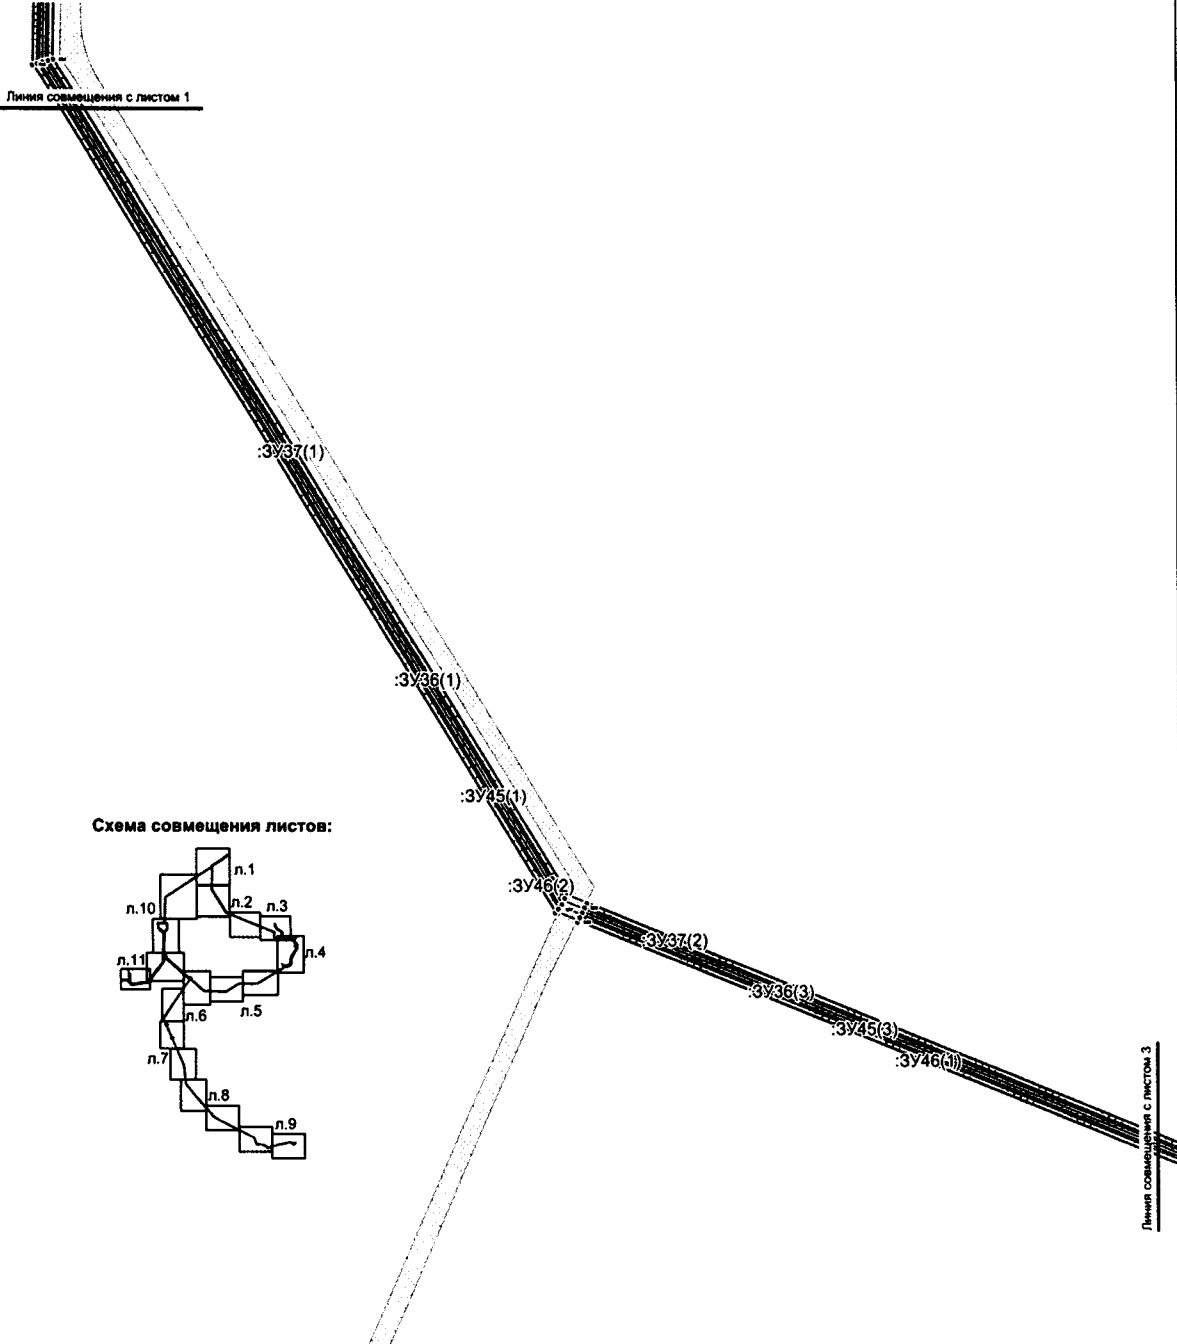 Линия совмещения с листом 1
:ЗУ37(1)
:ЗУ36(1)
:ЗУ45(1)
:ЗУ46(2)
:ЗУ37(2)
:ЗУ36(3)
:ЗУ45(3)
:ЗУ46(1)
Линия совмещения с листом 3
Схема совмещения листов:
л.1
л.2
л.3
л.10
л.4
л.11
л.5
л.6
л.7
л.8
л.9